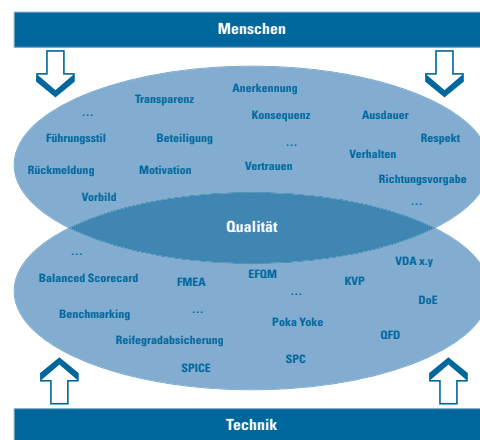 Menschen
Anerkennung
Transparenz
...
Konsequenz
Ausdauer
Führungsstil
Beteiligung
...
Respekt
Verhalten
Rückmeldung
Motivation
Vertrauen
Richtungsvorgabe
Vorbild
...
Qualität
...
VDA x.y
Balanced Scorecard
FMEA
EFQM
KVP
...
DoE
Benchmarking
...
Poka Yoke
Reifegradabsicherung
QFD
SPICE
SPC
Technik